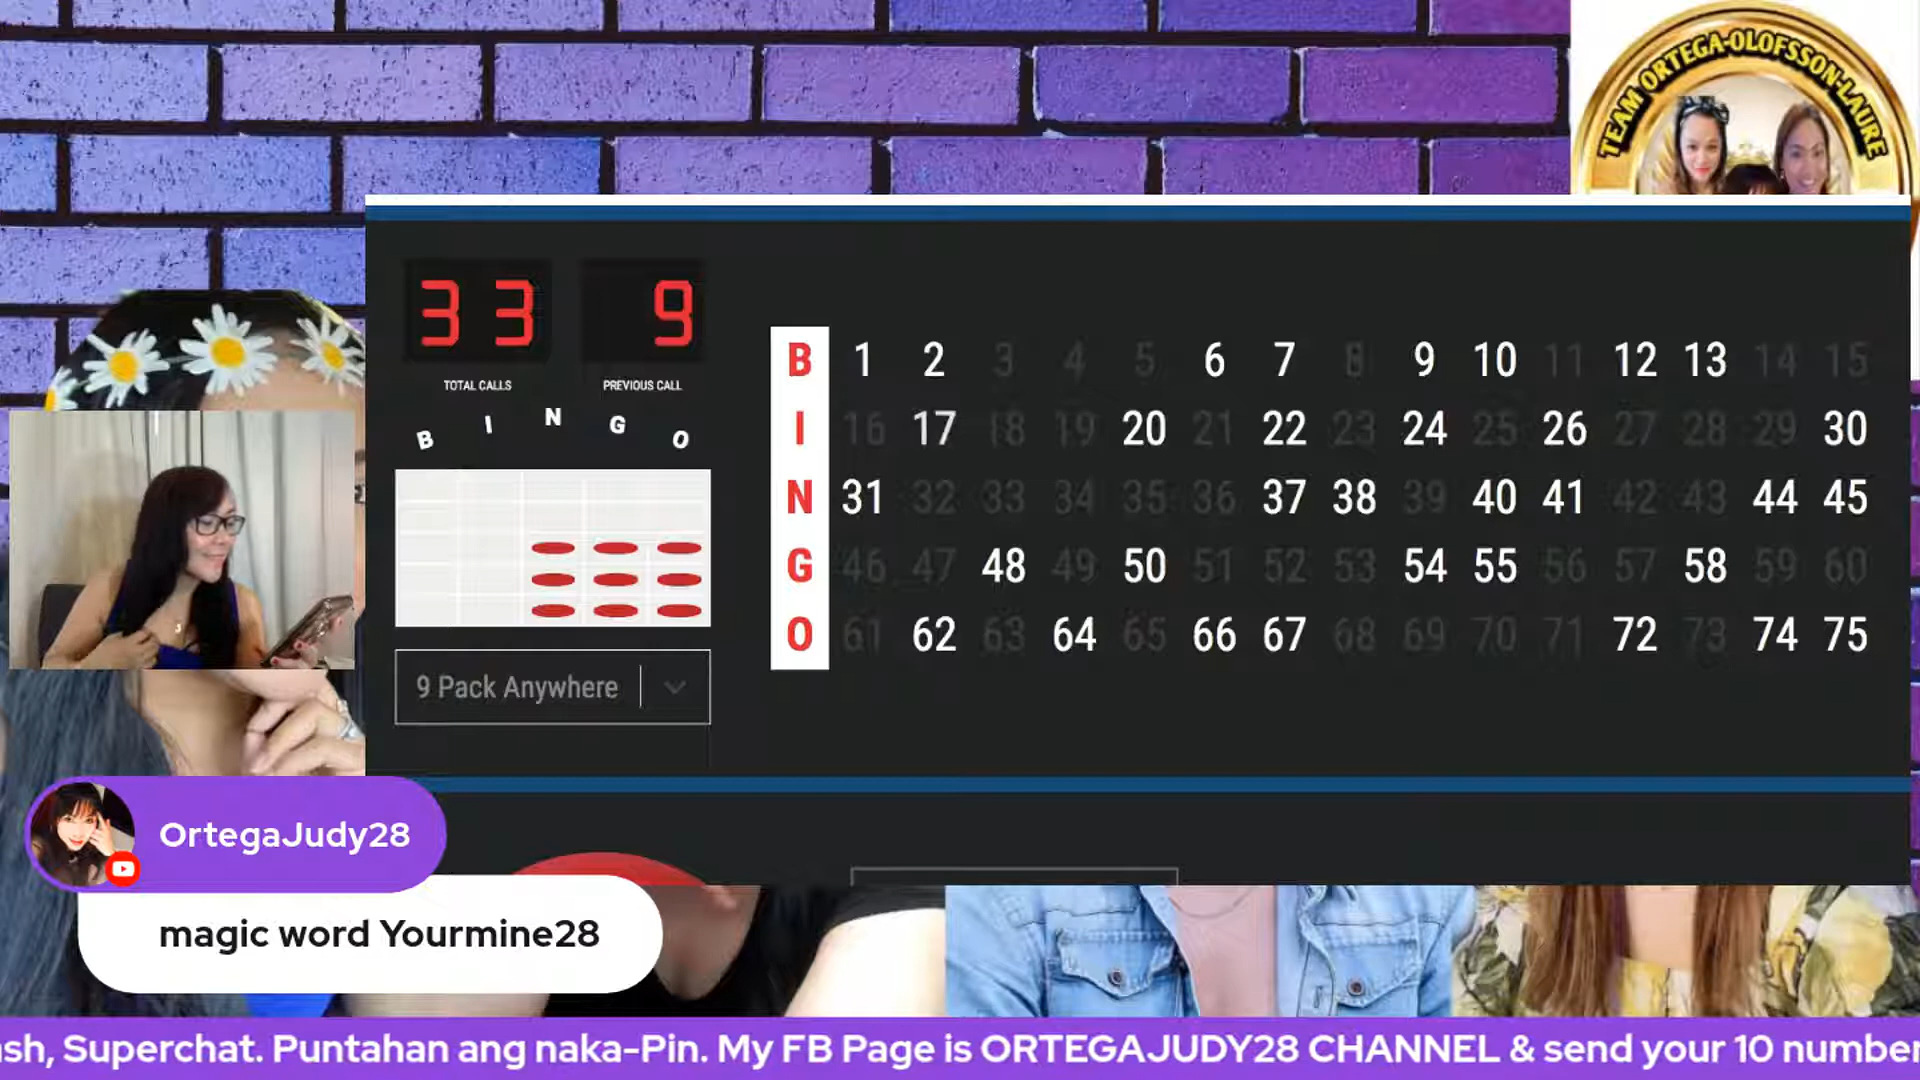 TEAM ORTEGA-OLOFSSON-LAURE
33 9
TOTAL CALLS PREVIOUS CALL
B I N G O
9 Pack Anywhere
B 1 2 3 4 5 6 7 8 9 10 11 12 13 14 15
I 16 17 18 19 20 21 22 23 24 25 26 27 28 29 30
N 31 32 33 34 35 36 37 38 39 40 41 42 43 44 45
G 46 47 48 49 50 51 52 53 54 55 56 57 58 59 60
O 61 62 63 64 65 66 67 68 69 70 71 72 73 74 75
OrtegaJudy28
magic word Yourmine28
sh, Superchat. Puntahan ang naka-Pin. My FB Page is ORTEGAJUDY28 CHANNEL & send your 10 number